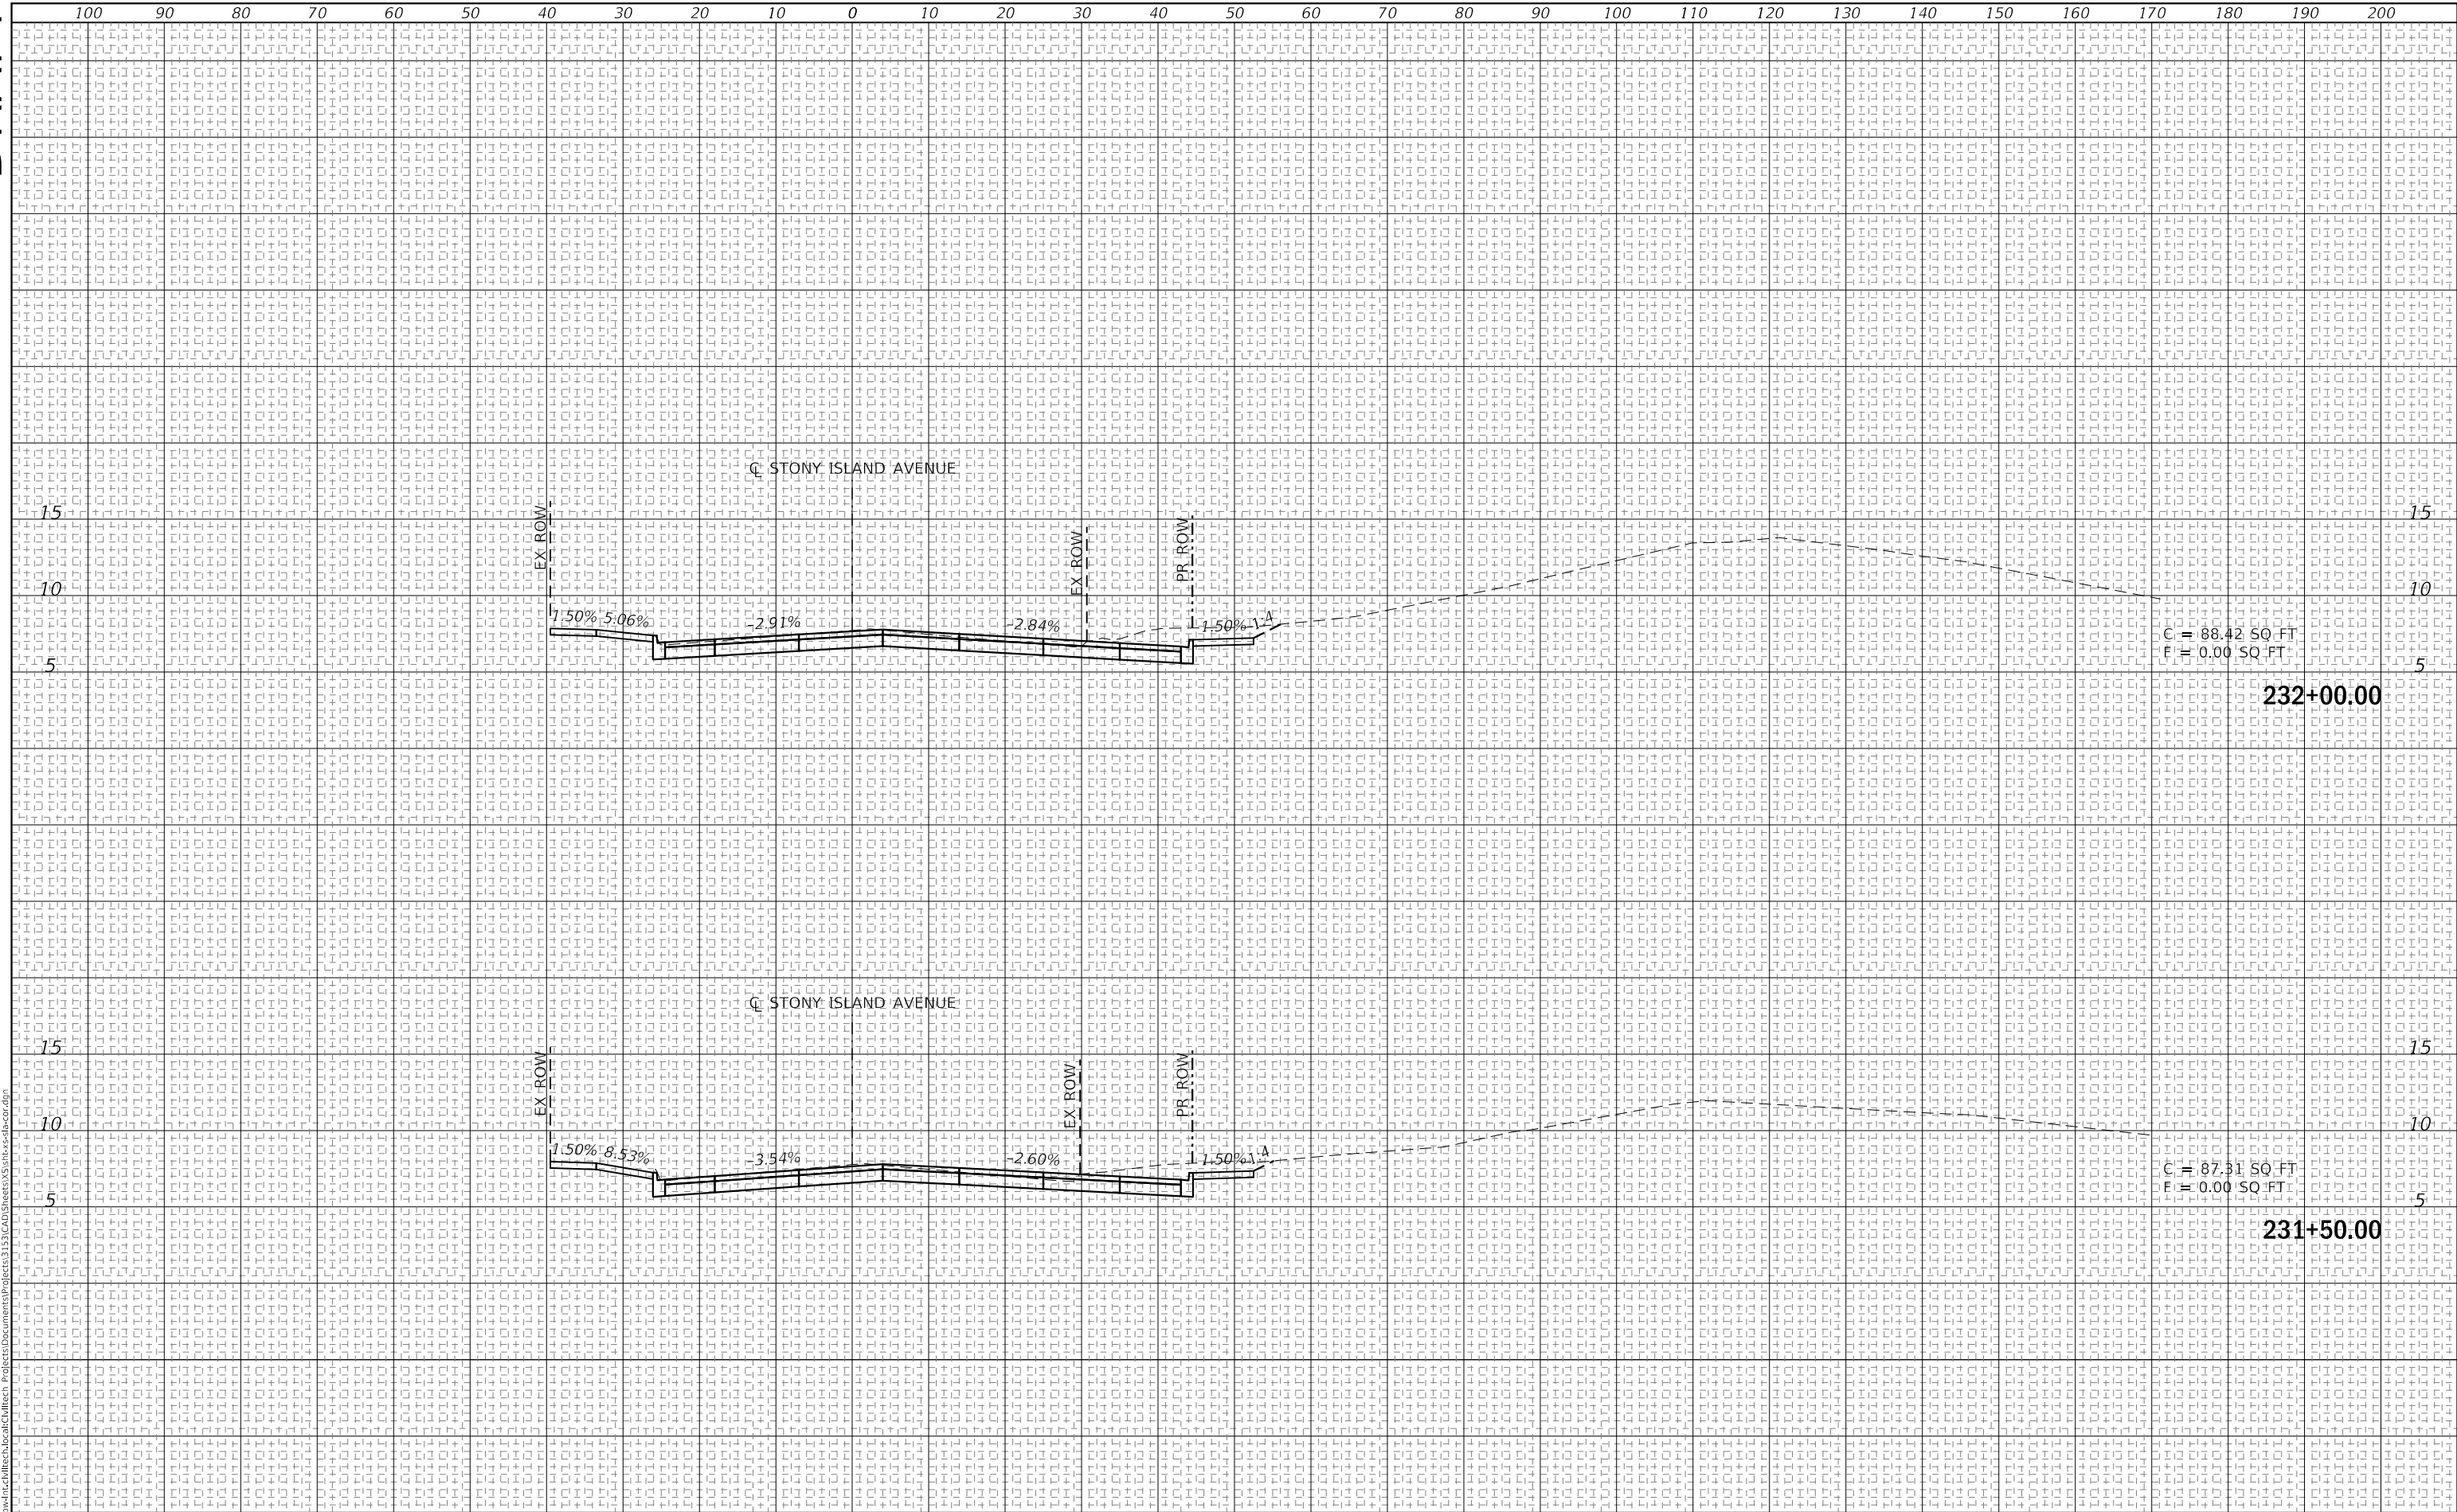 100 90 80 70 60 50 40 30 20 10 0 10 20 30 40 50 60 70 80 90 100 110 120 130 140 150 160 170 180 190 200
℄ STONY ISLAND AVENUE
15 15
EX ROW
EX ROW
PR ROW
10 10
1.50% 5.06% -2.91% -2.84% 1.50% 1:4
C = 88.42 SQ FT
F = 0.00 SQ FT
5 5
232+00.00
℄ STONY ISLAND AVENUE
15 15
EX ROW
EX ROW
PR ROW
10 10
1.50% 8.53% -3.54% -2.60% 1.50% 1:4
C = 87.31 SQ FT
F = 0.00 SQ FT
5 5
231+50.00